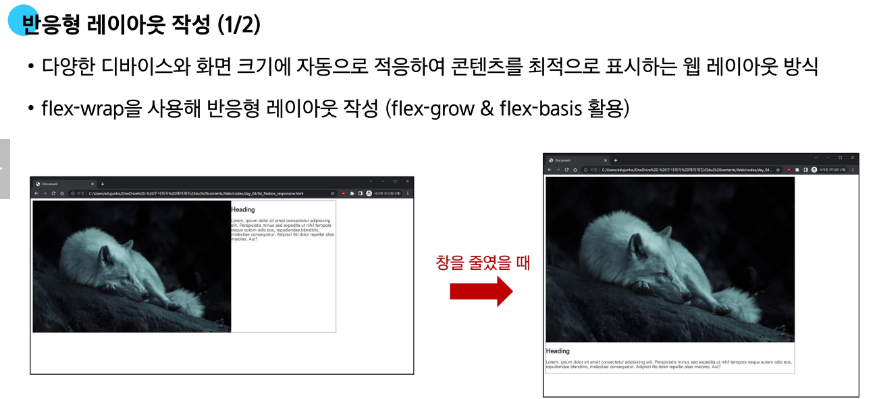 반응형 레이아웃 작성 (1/2)
• 다양한 디바이스와 화면 크기에 자동으로 적응하여 콘텐츠를 최적으로 표시하는 웹 레이아웃 방식
• flex-wrap을 사용해 반응형 레이아웃 작성 (flex-grow & flex-basis 활용)
Document
Heading
Lorem, ipsum dolor sit amet consectetur adipisicing
elit. Perspiciatis minus sed expedita ut nihil tempora
neque autem odio eos, repudiandae blanditiis,
molestiae consequatur. Adipisci illo dolor repellat alias
maiores. Aut?
창을 줄였을 때
Document
Heading
Lorem, ipsum dolor sit amet consectetur adipisicing elit. Perspiciatis minus sed expedita ut nihil tempora neque autem odio eos,
repudiandae blanditiis, molestiae consequatur. Adipisci illo dolor repellat alias maiores. Aut?